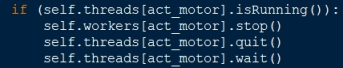 if (self.threads[act_motor].isRunning()):
    self.workers[act_motor].stop()
    self.threads[act_motor].quit()
    self.threads[act_motor].wait()